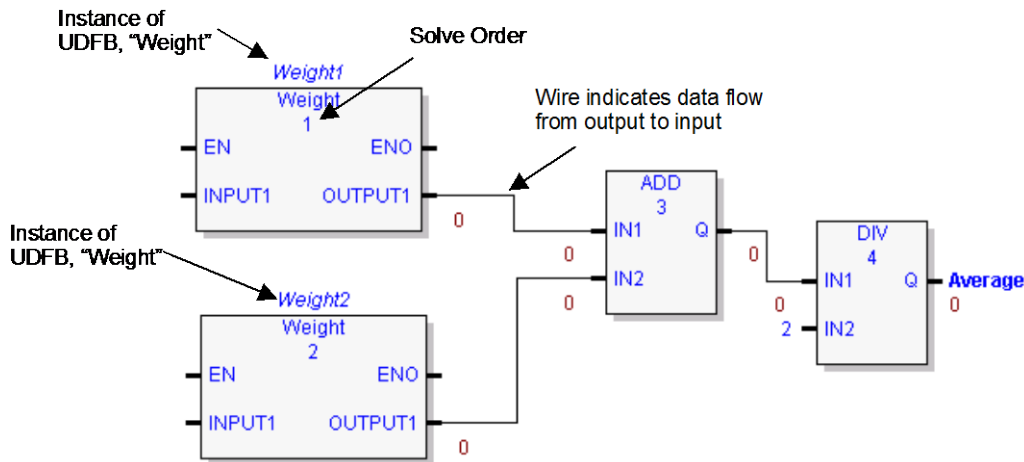 Instance of
UDFB, “Weight”
Solve Order
Weight1
Weight
1
EN ENO
INPUT1 OUTPUT1
0
Wire indicates data flow
from output to input
ADD
3
IN1 Q
0
IN2
0
0
DIV
4
IN1 Q
0
2 IN2
Average
0
Instance of
UDFB, “Weight”
Weight2
Weight
2
EN ENO
INPUT1 OUTPUT1
0